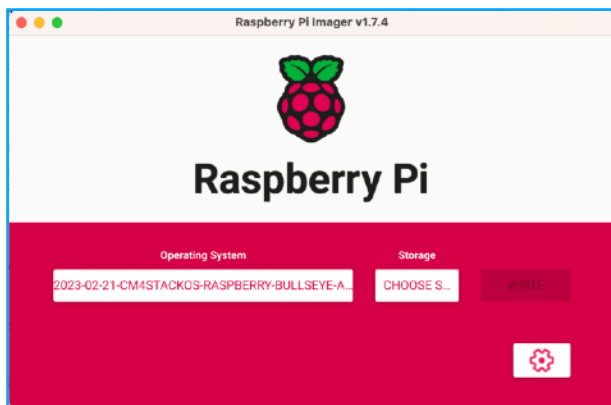 Raspberry Pi Imager v1.7.4
Raspberry Pi
Operating System
Storage
2023-02-21-CM4STACKOS-RASPBERRY-BULLSEYE-A...
CHOOSE S...
WRITE